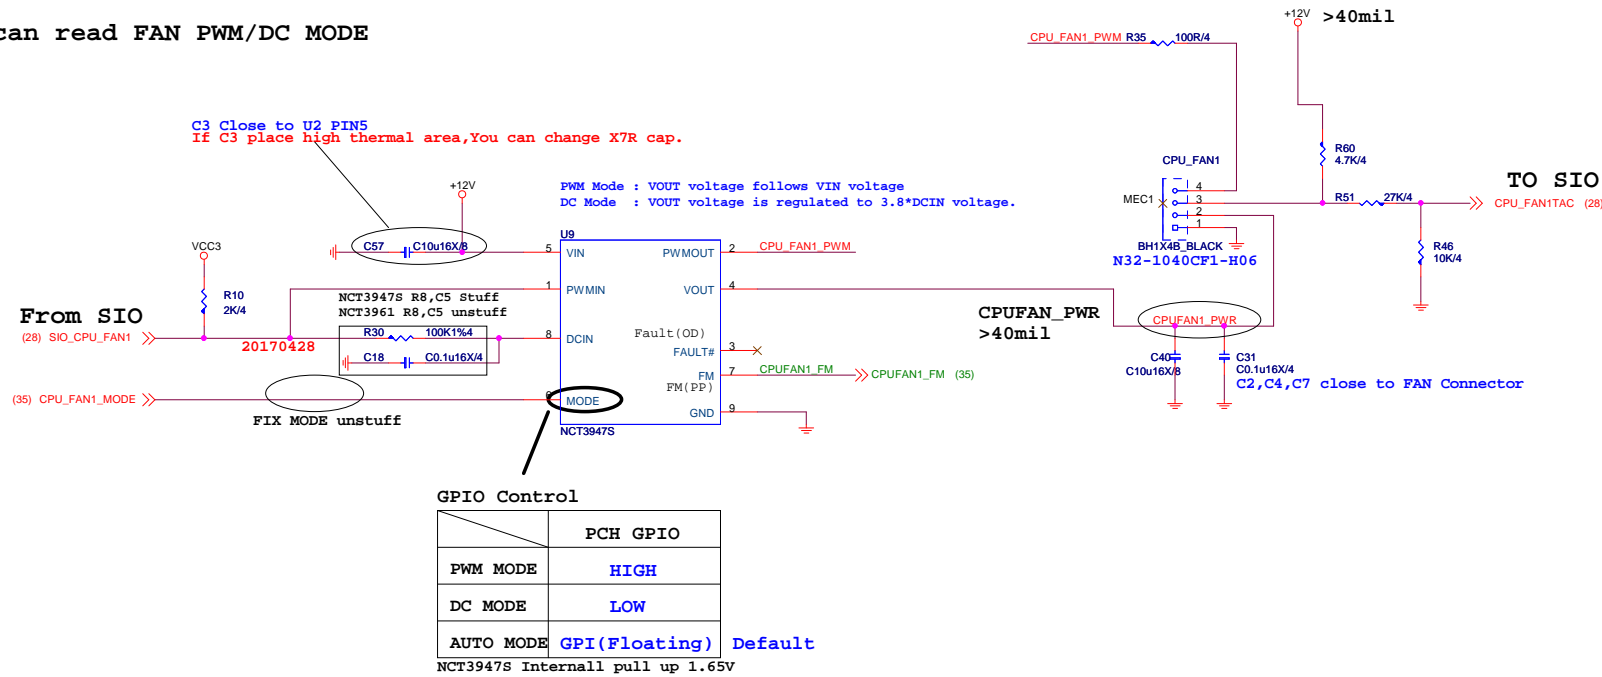 can read FAN PWM/DC MODE
+12V >40mil
CPU_FAN1_PWM R35 100R/4
C3 Close to U2 PIN5
If C3 place high thermal area,You can change X7R cap.
R60
4.7K/4
CPU_FAN1
+12V
PWM Mode : VOUT voltage follows VIN voltage
DC Mode : VOUT voltage is regulated to 3.8*DCIN voltage.
MEC1
4
3
2
1
R51 27K/4
TO SIO
CPU_FAN1TAC (28)
BH1X4B_BLACK
N32-1040CF1-H06
R46
10K/4
VCC3
C57 C10u16X/8
U9
5 VIN
PWMOUT 2 CPU_FAN1_PWM
1 PWMIN
VOUT 4
R10
2K/4
NCT3947S R8,C5 Stuff
NCT3961 R8,C5 unstuff
From SIO
(28) SIO_CPU_FAN1
20170428
R30 100K1%4
8 DCIN
Fault(OD)
FAULT# 3
C18 C0.1u16X/4
FM 7 CPUFAN1_FM
CPUFAN1_FM (35)
FM(PP)
CPUFAN_PWR
>40mil
CPUFAN1_PWR
C40
C10u16X/8
C31
C0.1u16X/4
C2,C4,C7 close to FAN Connector
(35) CPU_FAN1_MODE
6 MODE
GND 9
FIX MODE unstuff
NCT3947S
GPIO Control
PCH GPIO
PWM MODE HIGH
DC MODE LOW
AUTO MODE GPI(Floating) Default
NCT3947S Internall pull up 1.65V